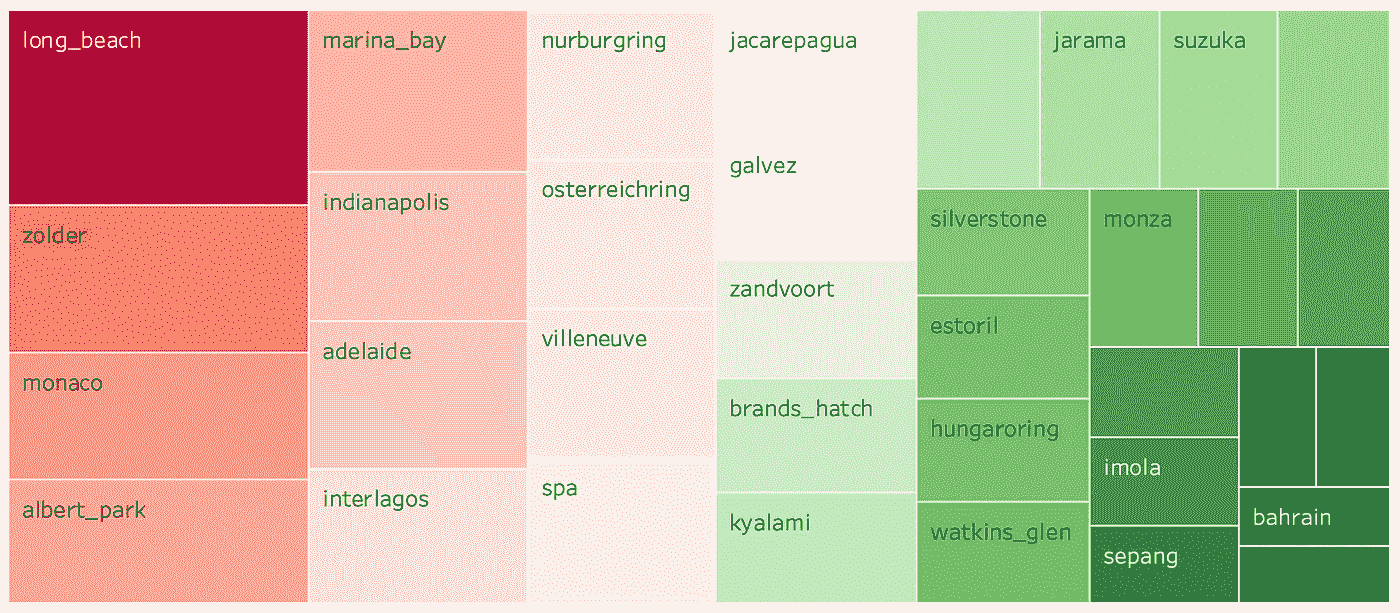 long_beach
zolder
monaco
albert_park
marina_bay
indianapolis
adelaide
interlagos
nurburgring
osterreichring
villeneuve
spa
jacarepagua
galvez
zandvoort
brands_hatch
kyalami
jarama
suzuka
silverstone
estoril
hungaroring
watkins_glen
monza
imola
sepang
bahrain